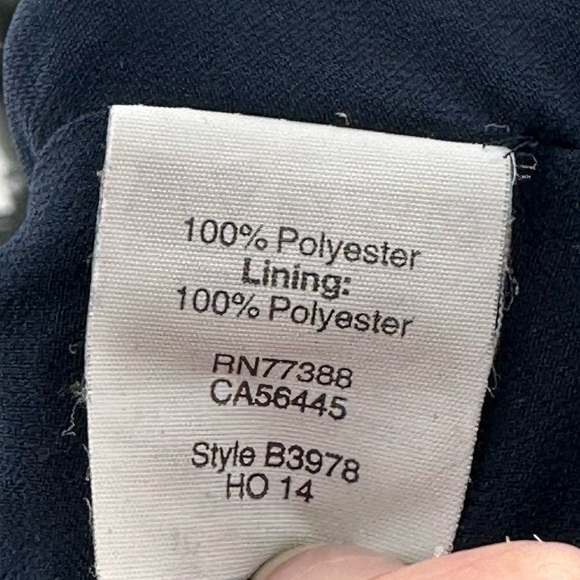 100% Polyester
Lining:
100% Polyester
RN77388
CA56445
Style B3978
HO 14